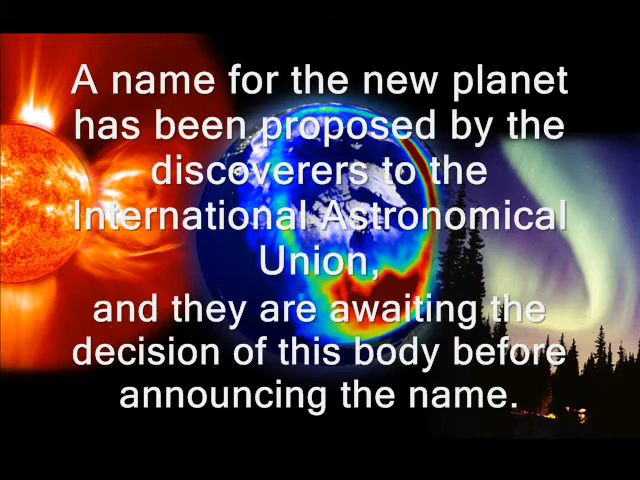 A name for the new planet
has been proposed by the
discoverers to the
International Astronomical
Union,
and they are awaiting the
decision of this body before
announcing the name.